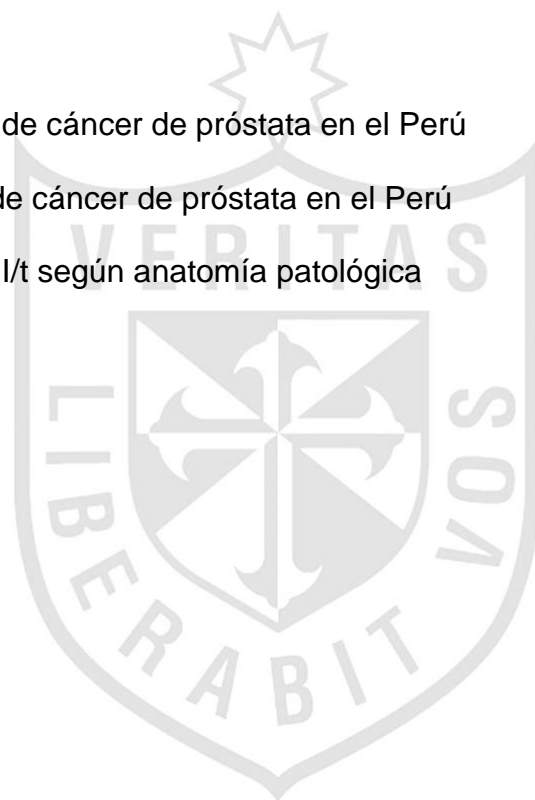 de cáncer de próstata en el Perú
de cáncer de próstata en el Perú
I/t según anatomía patológica
VERITAS
LIBERABIT VOS